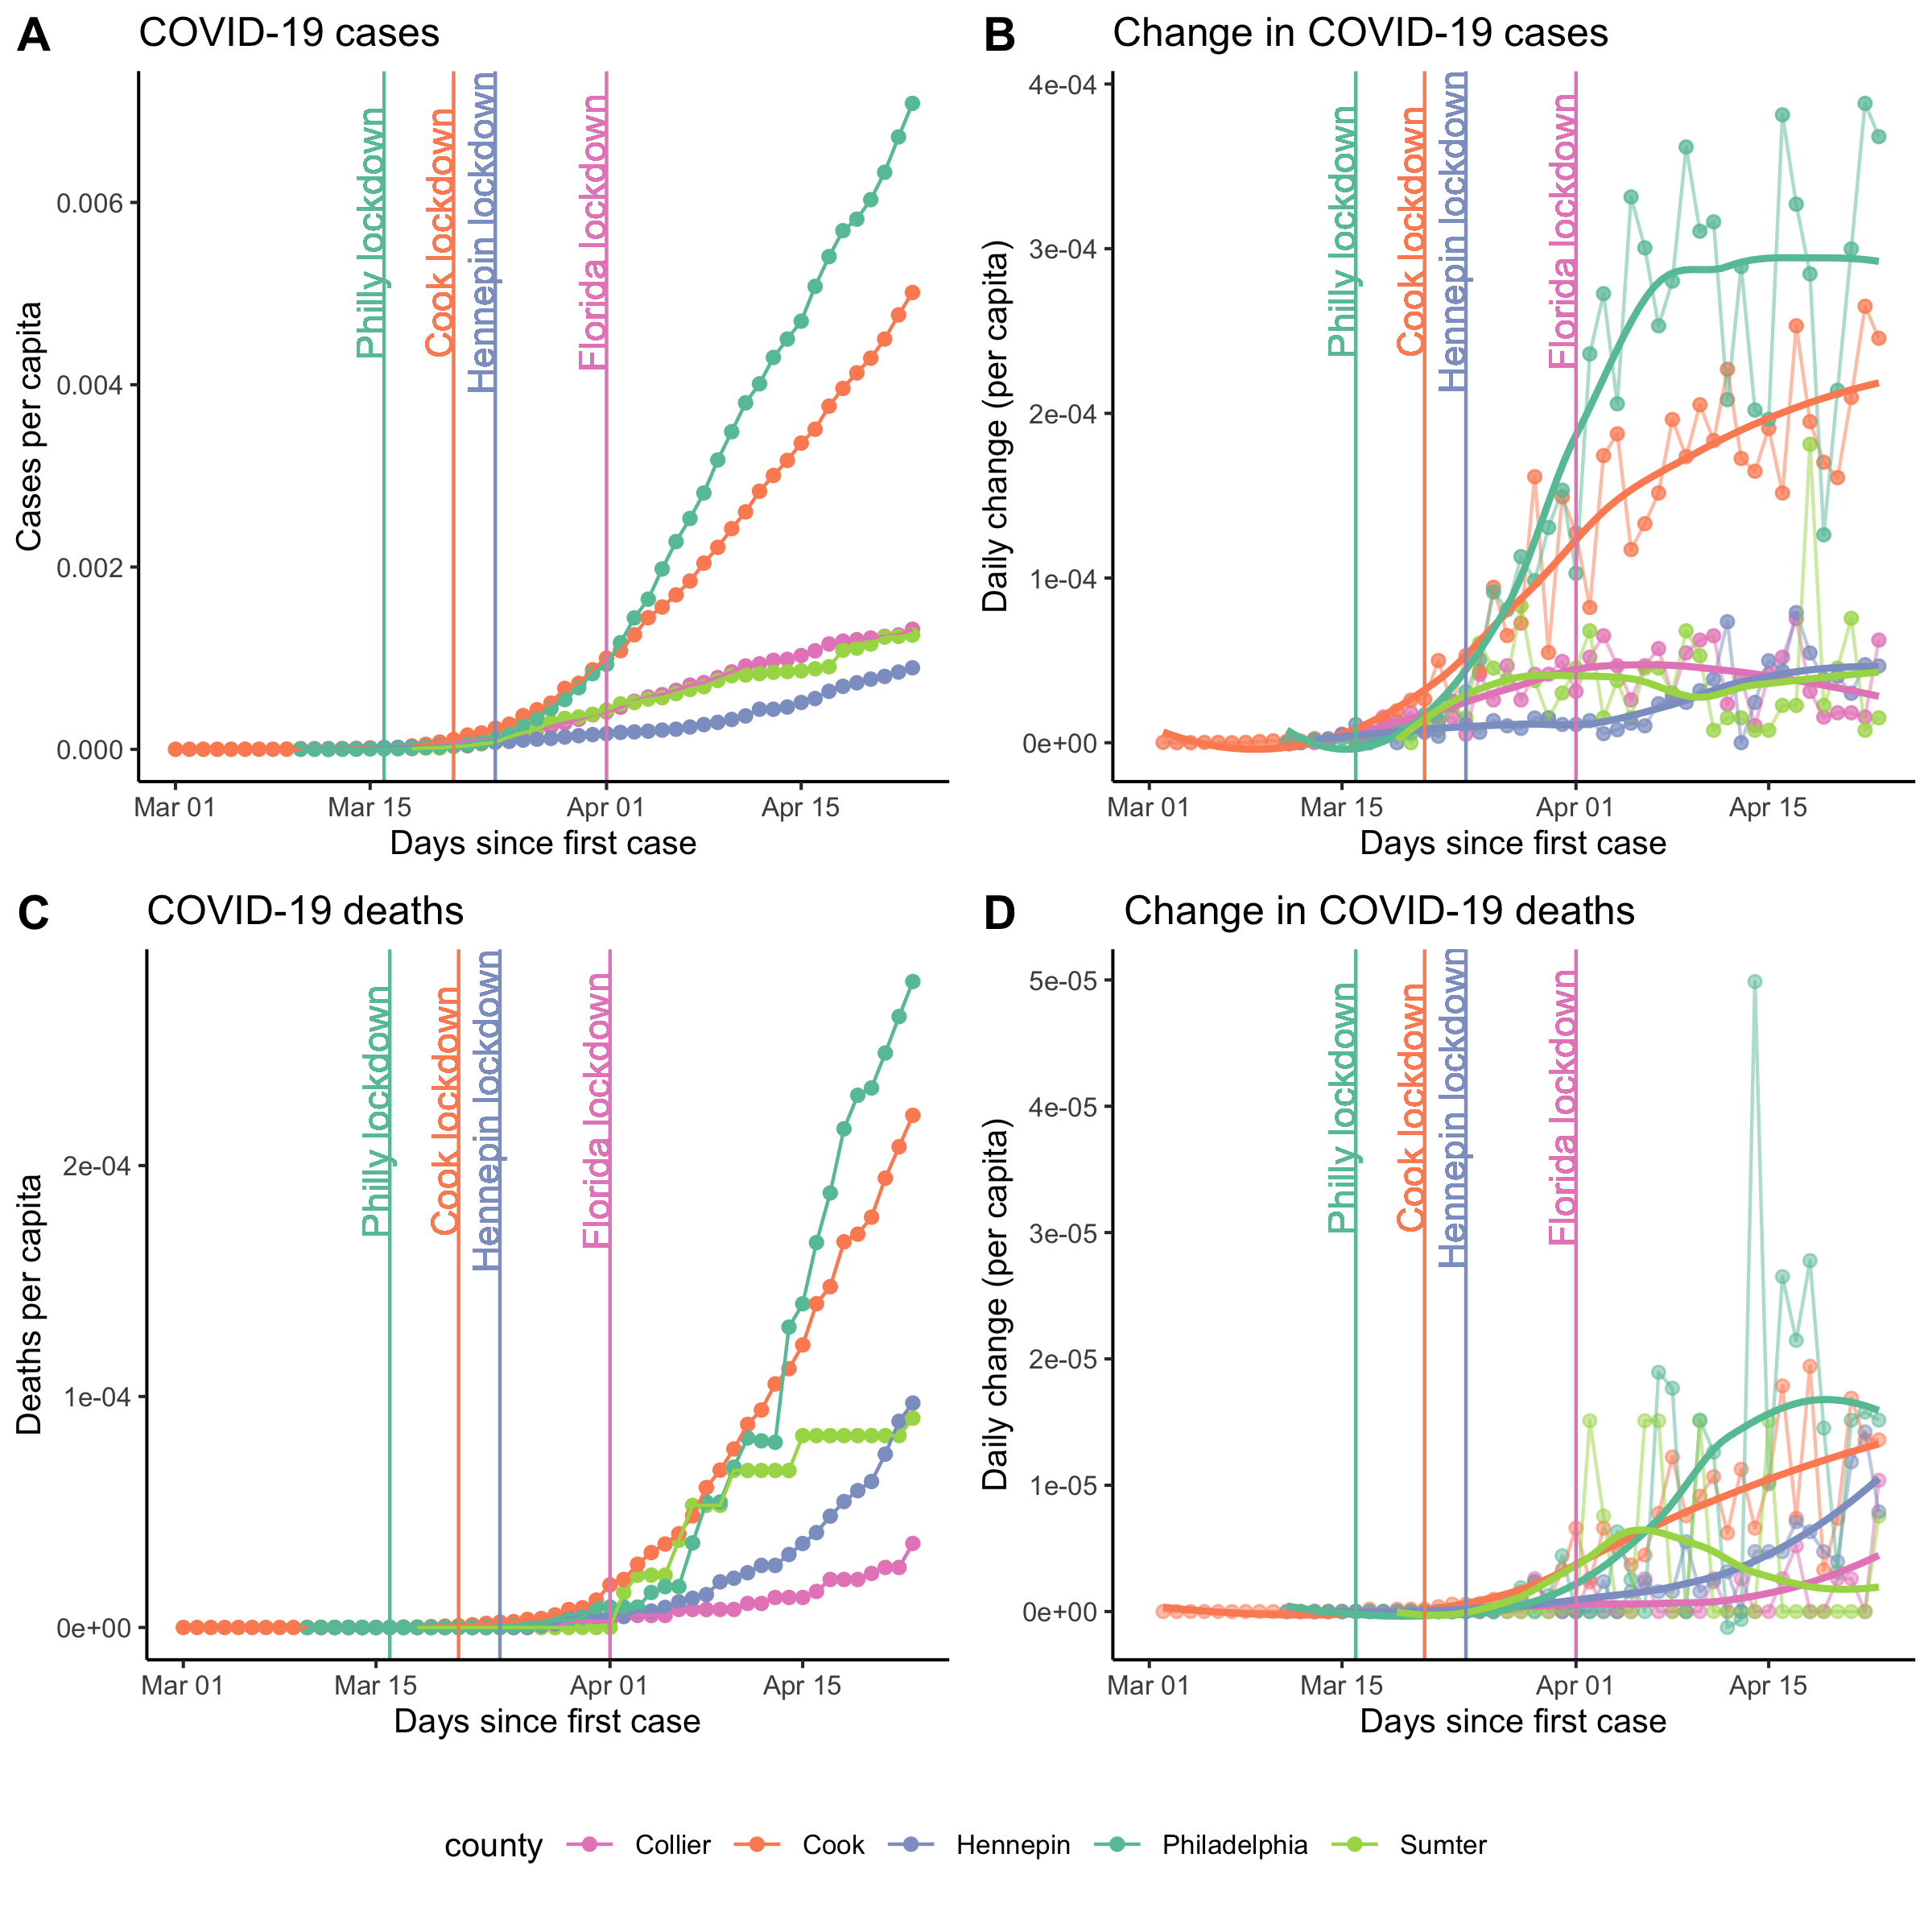 A COVID-19 cases
Cases per capita
0.006
0.004
0.002
0.000
Philly lockdown
Cook lockdown
Hennepin lockdown
Florida lockdown
Mar 01 Mar 15 Apr 01 Apr 15
Days since first case
B Change in COVID-19 cases
Daily change (per capita)
4e-04
3e-04
2e-04
1e-04
0e+00
Philly lockdown
Cook lockdown
Hennepin lockdown
Florida lockdown
Mar 01 Mar 15 Apr 01 Apr 15
Days since first case
C COVID-19 deaths
Deaths per capita
2e-04
1e-04
0e+00
Philly lockdown
Cook lockdown
Hennepin lockdown
Florida lockdown
Mar 01 Mar 15 Apr 01 Apr 15
Days since first case
D Change in COVID-19 deaths
Daily change (per capita)
5e-05
4e-05
3e-05
2e-05
1e-05
0e+00
Philly lockdown
Cook lockdown
Hennepin lockdown
Florida lockdown
Mar 01 Mar 15 Apr 01 Apr 15
Days since first case
county Collier Cook Hennepin Philadelphia Sumter